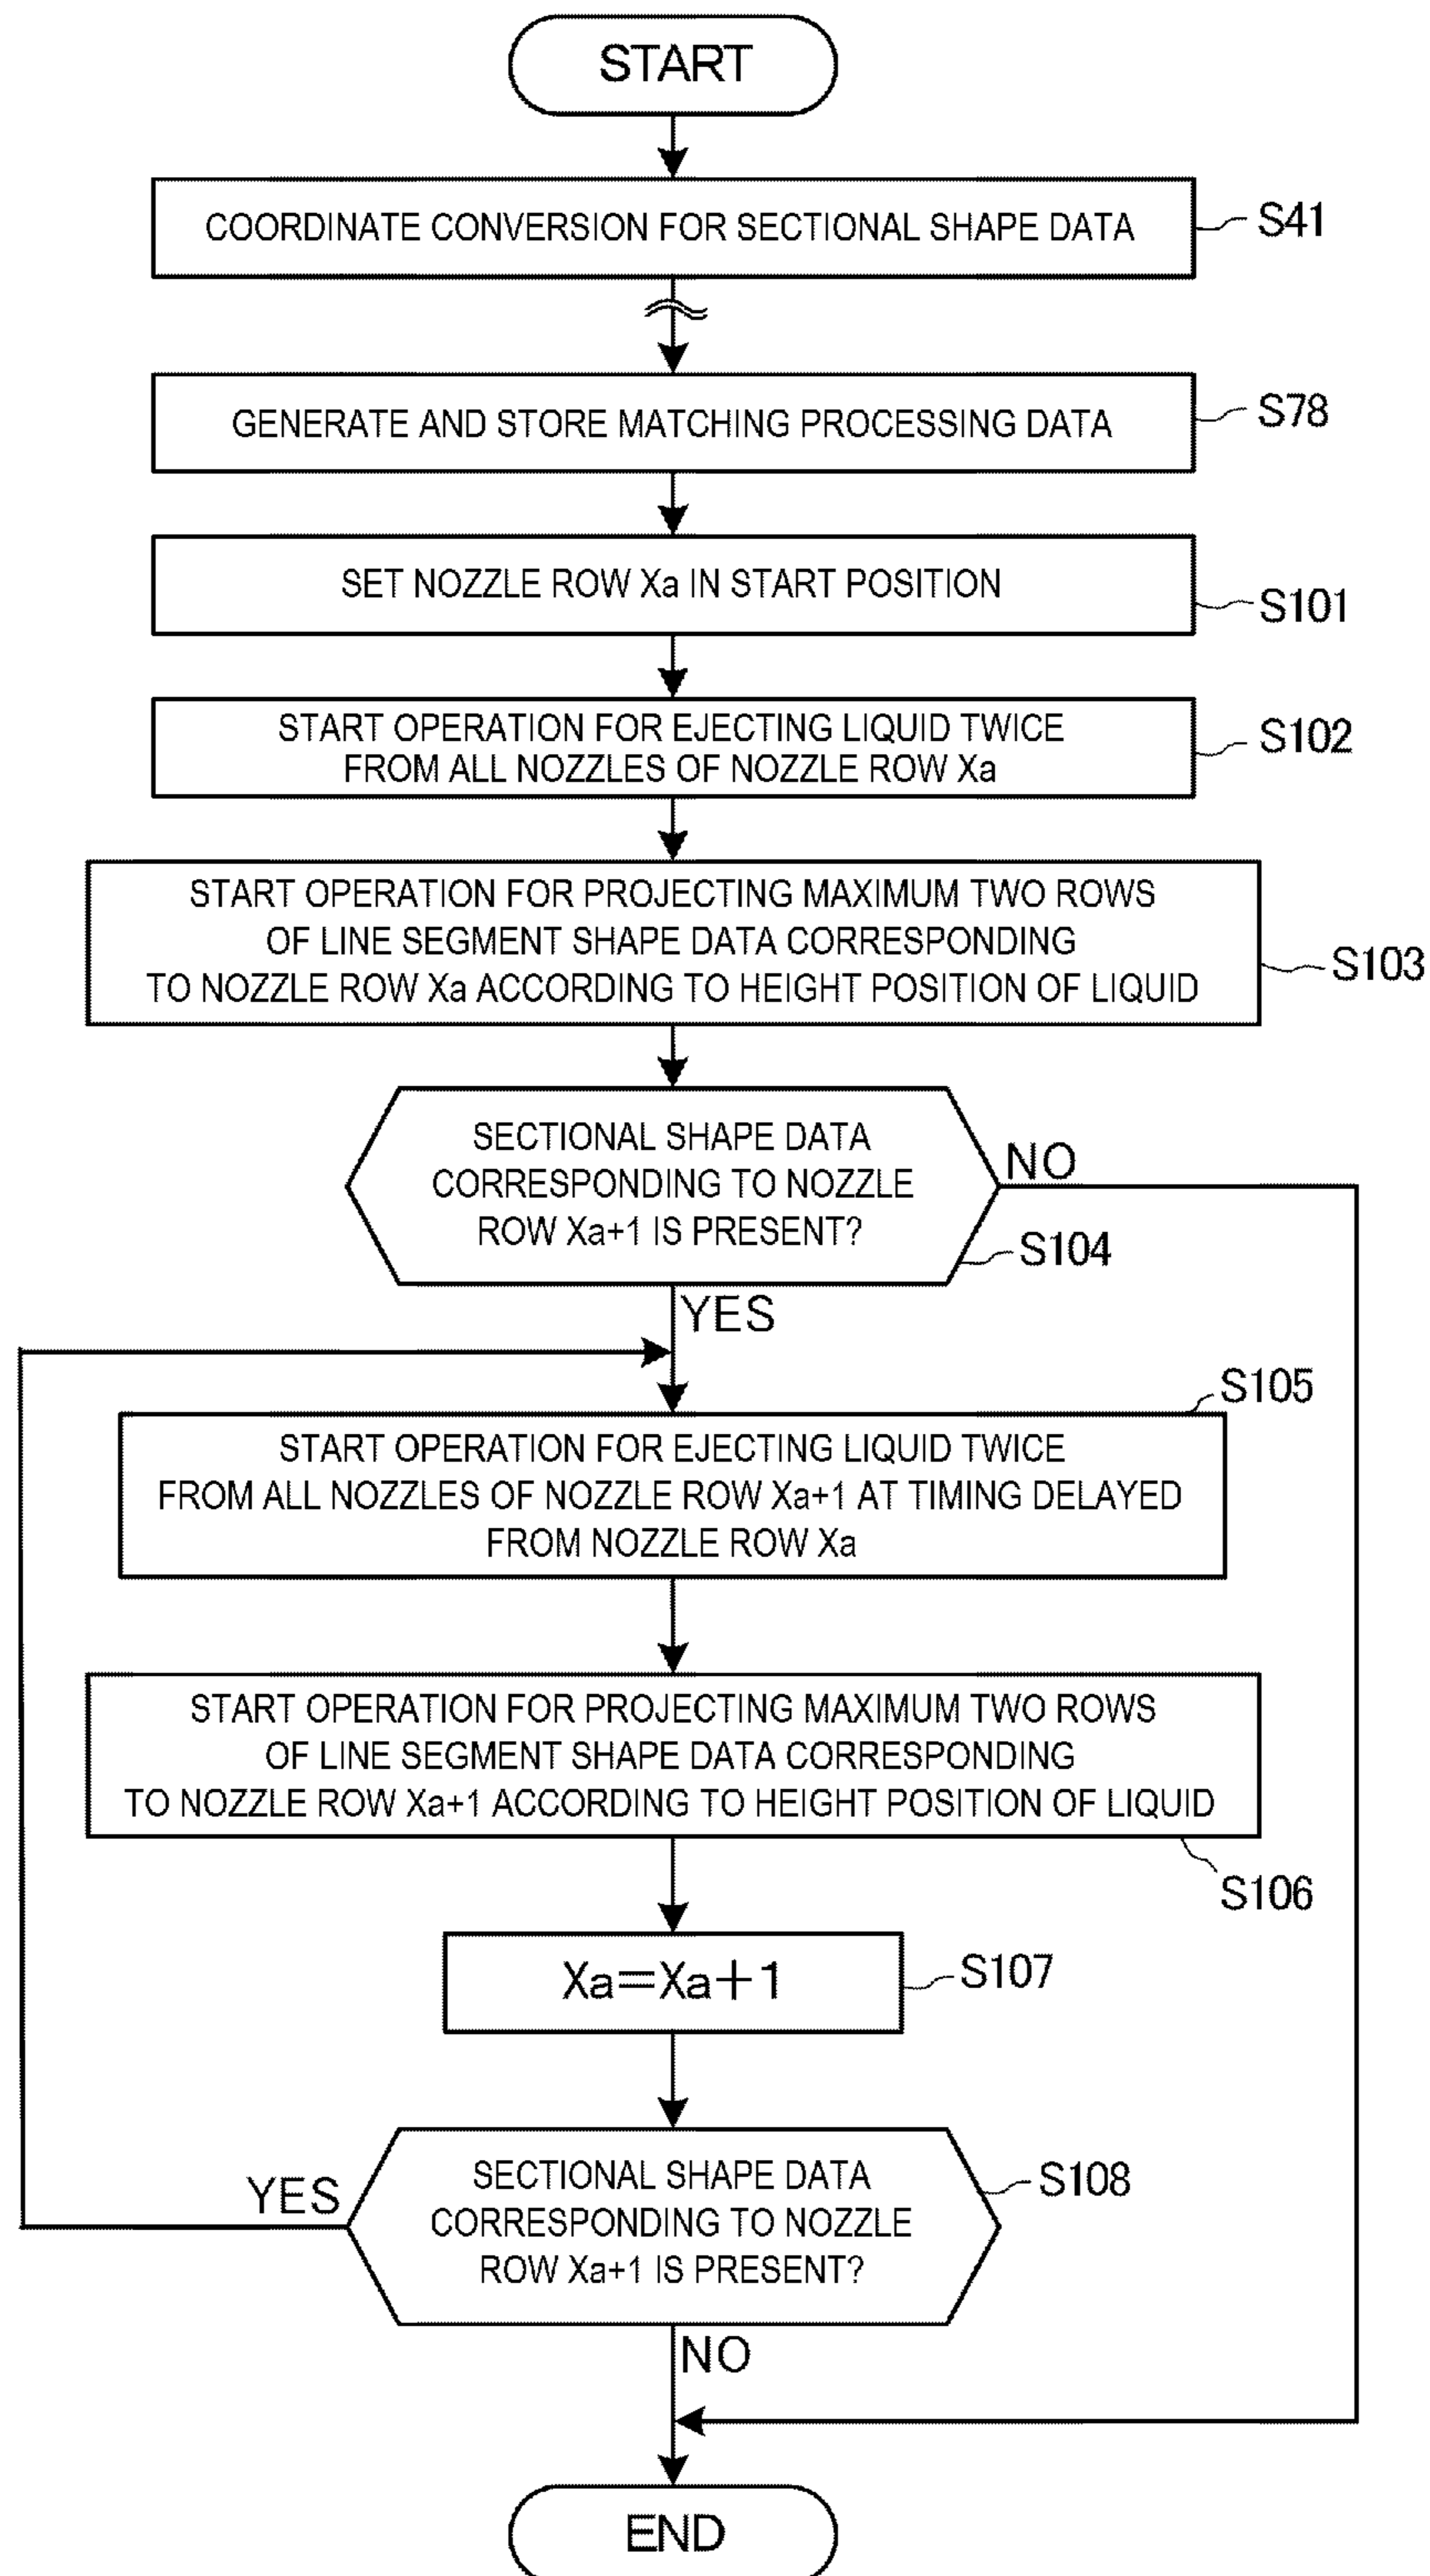 START
COORDINATE CONVERSION FOR SECTIONAL SHAPE DATA
S41
GENERATE AND STORE MATCHING PROCESSING DATA
S78
SET NOZZLE ROW Xa IN START POSITION
S101
START OPERATION FOR EJECTING LIQUID TWICE
FROM ALL NOZZLES OF NOZZLE ROW Xa
S102
START OPERATION FOR PROJECTING MAXIMUM TWO ROWS
OF LINE SEGMENT SHAPE DATA CORRESPONDING
TO NOZZLE ROW Xa ACCORDING TO HEIGHT POSITION OF LIQUID
S103
SECTIONAL SHAPE DATA
CORRESPONDING TO NOZZLE
ROW Xa+1 IS PRESENT?
NO
S104
YES
S105
START OPERATION FOR EJECTING LIQUID TWICE
FROM ALL NOZZLES OF NOZZLE ROW Xa+1 AT TIMING DELAYED
FROM NOZZLE ROW Xa
START OPERATION FOR PROJECTING MAXIMUM TWO ROWS
OF LINE SEGMENT SHAPE DATA CORRESPONDING
TO NOZZLE ROW Xa+1 ACCORDING TO HEIGHT POSITION OF LIQUID
S106
Xa=Xa+1
S107
SECTIONAL SHAPE DATA
CORRESPONDING TO NOZZLE
ROW Xa+1 IS PRESENT?
S108
YES
NO
END